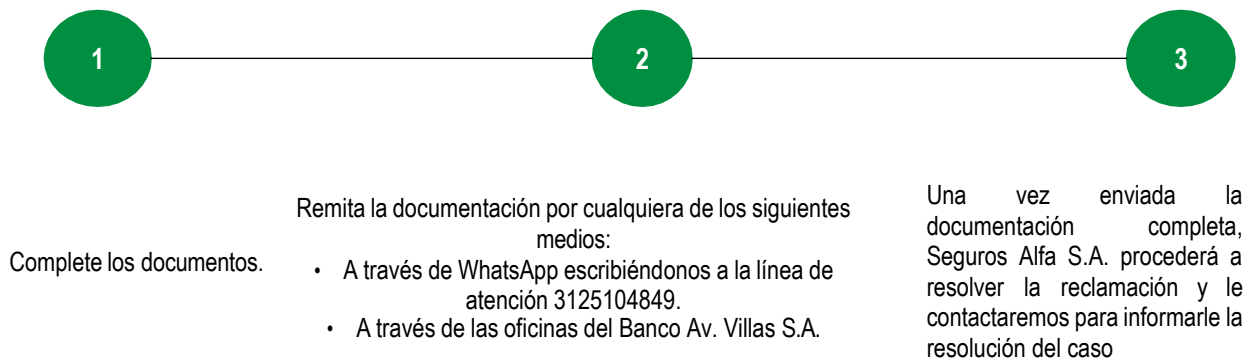 1
2
3
Complete los documentos.
Remita la documentación por cualquiera de los siguientes
medios:
• A través de WhatsApp escribiéndonos a la línea de
atención 3125104849.
• A través de las oficinas del Banco Av. Villas S.A.
Una vez enviada la
documentación completa,
Seguros Alfa S.A. procederá a
resolver la reclamación y le
contactaremos para informarle la
resolución del caso